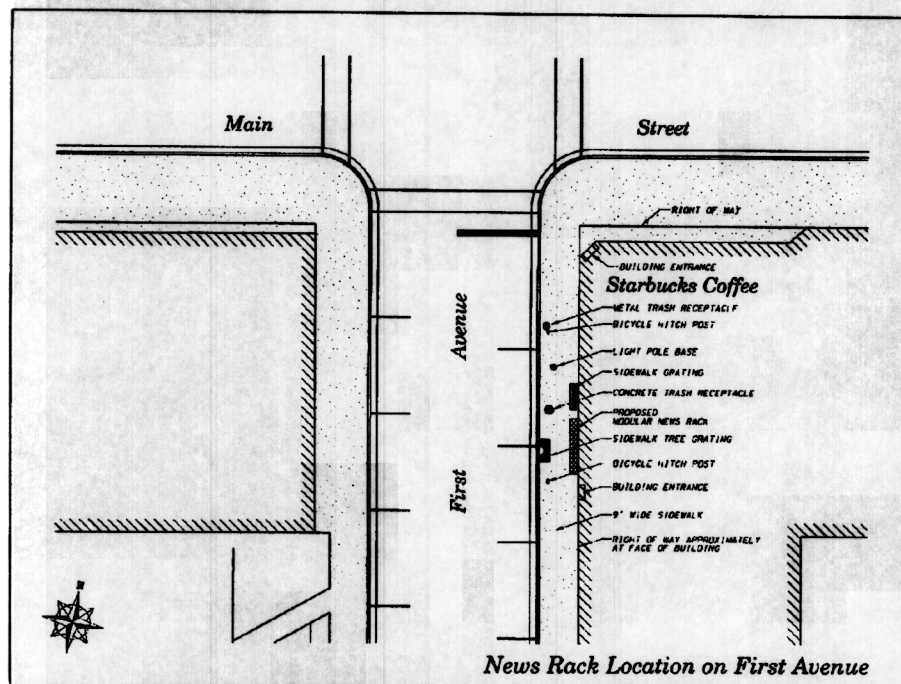 Main Street
RIGHT OF WAY
BUILDING ENTRANCE
Starbucks Coffee
METAL TRASH RECEPTACLE
BICYCLE HITCH POST
Avenue
LIGHT POLE BASE
SIDEWALK GRATING
CONCRETE TRASH RECEPTACLE
PROPOSED
MODULAR NEWS RACK
SIDEWALK TREE GRATING
First
BICYCLE HITCH POST
BUILDING ENTRANCE
9' WIDE SIDEWALK
RIGHT OF WAY APPROXIMATELY
AT FACE OF BUILDING
News Rack Location on First Avenue